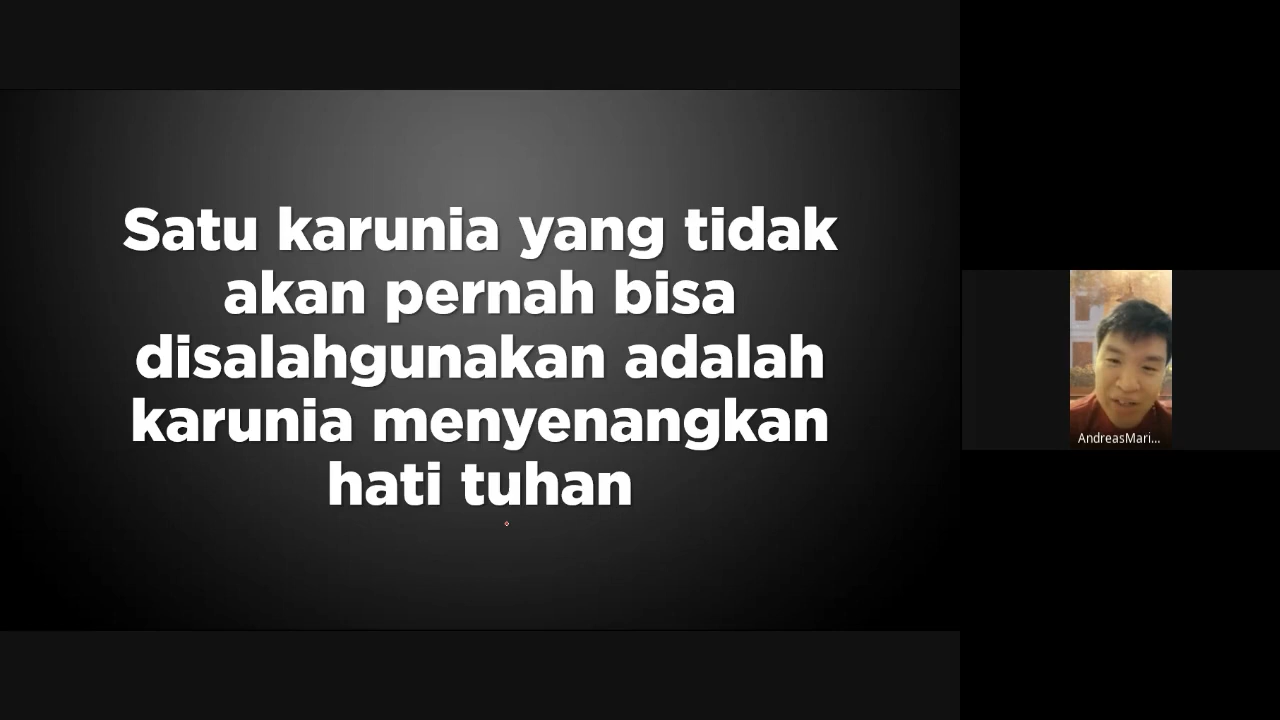 Satu karunia yang tidak
akan pernah bisa
disalahgunakan adalah
karunia menyenangkan
hati tuhan
AndreasMari...